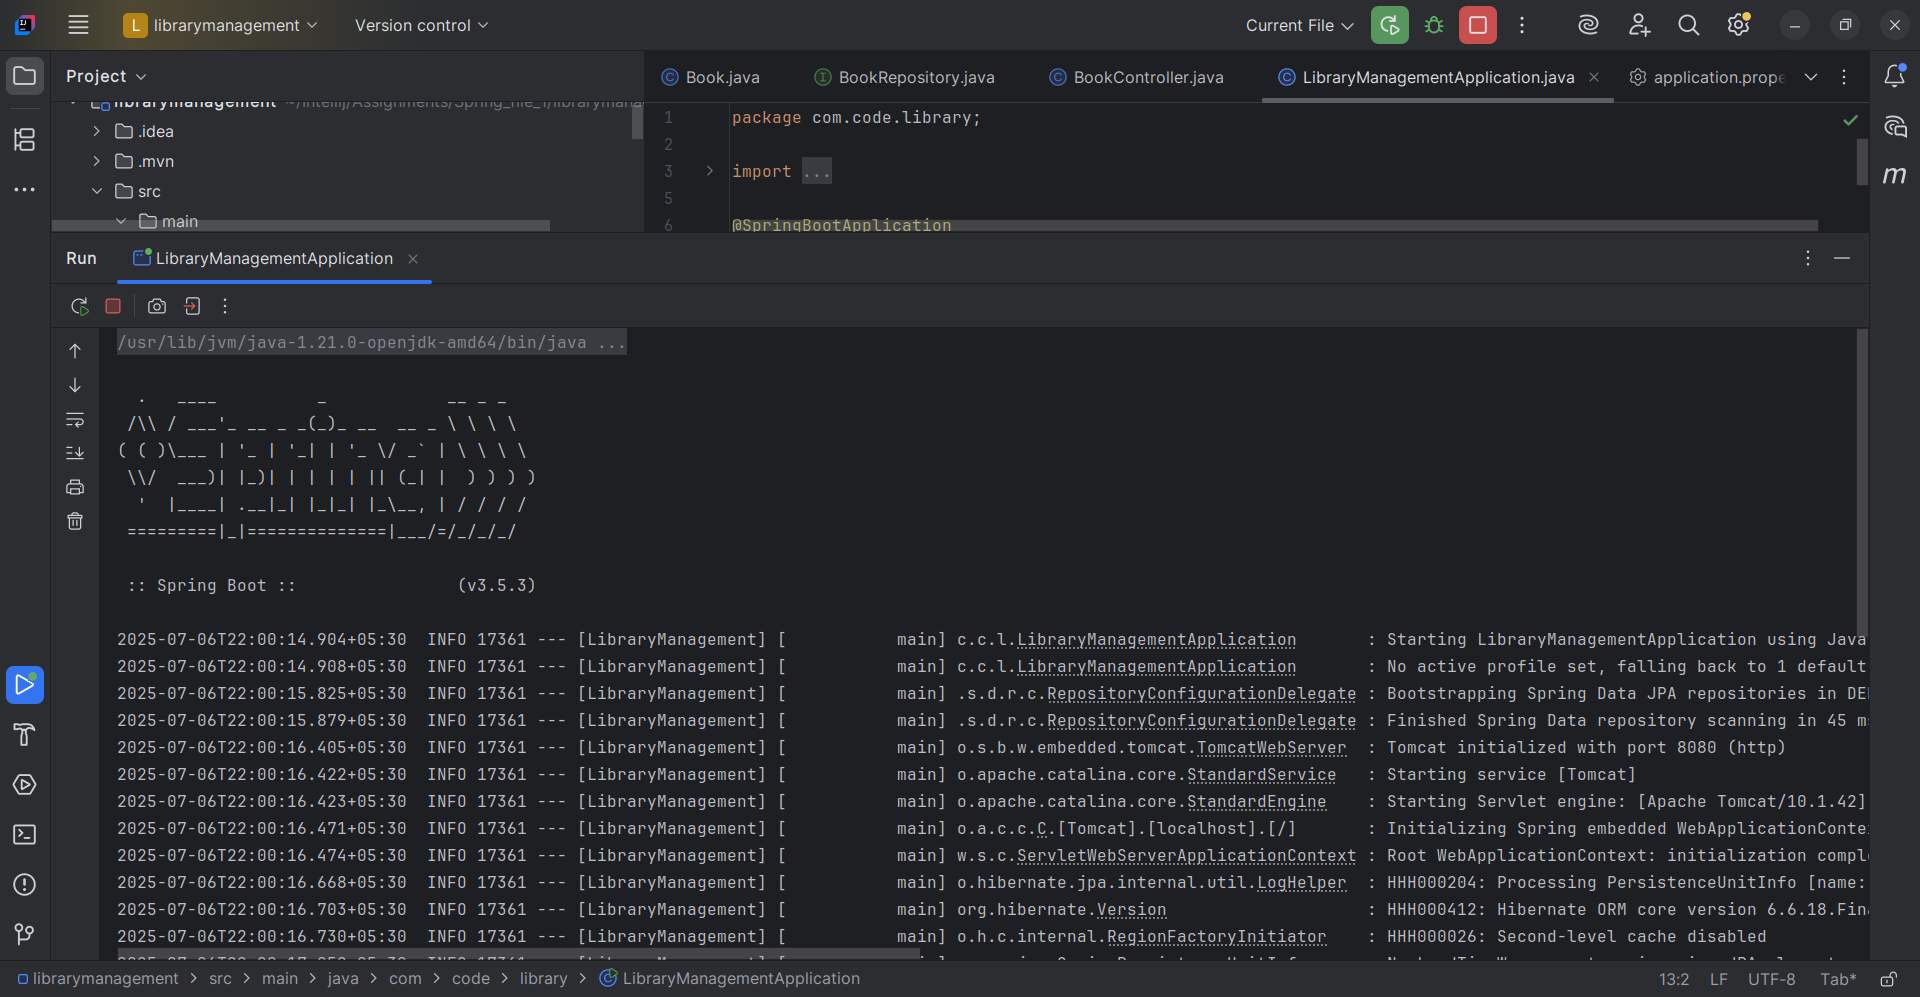 L librarymanagement Version control Current File
Project
Book.java BookRepository.java BookController.java LibraryManagementApplication.java application.prope
librarymanagement ~/Intellij/Assignments/Spring_file_1/librarymana
.idea
.mvn
src
main
1 package com.code.library;
2
3 import ...
5
6 @SpringBootApplication
Run LibraryManagementApplication
/usr/lib/jvm/java-1.21.0-openjdk-amd64/bin/java ...
  .   ____          _            __ _ _
 /\\ / ___'_ __ _ _(_)_ __  __ _ \ \ \ \
( ( )\___ | '_ | '_| | '_ \/ _` | \ \ \ \
 \\/  ___)| |_)| | | | | || (_| |  ) ) ) )
  '  |____| .__|_| |_|_| |_\__, | / / / /
 =========|_|==============|___/=/_/_/_/
 :: Spring Boot ::                (v3.5.3)
2025-07-06T22:00:14.904+05:30  INFO 17361 --- [LibraryManagement] [           main] c.c.l.LibraryManagementApplication       : Starting LibraryManagementApplication using Java
2025-07-06T22:00:14.908+05:30  INFO 17361 --- [LibraryManagement] [           main] c.c.l.LibraryManagementApplication       : No active profile set, falling back to 1 default
2025-07-06T22:00:15.825+05:30  INFO 17361 --- [LibraryManagement] [           main] .s.d.r.c.RepositoryConfigurationDelegate : Bootstrapping Spring Data JPA repositories in DE
2025-07-06T22:00:15.879+05:30  INFO 17361 --- [LibraryManagement] [           main] .s.d.r.c.RepositoryConfigurationDelegate : Finished Spring Data repository scanning in 45 m
2025-07-06T22:00:16.405+05:30  INFO 17361 --- [LibraryManagement] [           main] o.s.b.w.embedded.tomcat.TomcatWebServer  : Tomcat initialized with port 8080 (http)
2025-07-06T22:00:16.422+05:30  INFO 17361 --- [LibraryManagement] [           main] o.apache.catalina.core.StandardService   : Starting service [Tomcat]
2025-07-06T22:00:16.423+05:30  INFO 17361 --- [LibraryManagement] [           main] o.apache.catalina.core.StandardEngine    : Starting Servlet engine: [Apache Tomcat/10.1.42]
2025-07-06T22:00:16.471+05:30  INFO 17361 --- [LibraryManagement] [           main] o.a.c.c.C.[Tomcat].[localhost].[/]       : Initializing Spring embedded WebApplicationConte
2025-07-06T22:00:16.474+05:30  INFO 17361 --- [LibraryManagement] [           main] w.s.c.ServletWebServerApplicationContext : Root WebApplicationContext: initialization compl
2025-07-06T22:00:16.668+05:30  INFO 17361 --- [LibraryManagement] [           main] o.hibernate.jpa.internal.util.LogHelper  : HHH000204: Processing PersistenceUnitInfo [name:
2025-07-06T22:00:16.703+05:30  INFO 17361 --- [LibraryManagement] [           main] org.hibernate.Version                    : HHH000412: Hibernate ORM core version 6.6.18.Fina
2025-07-06T22:00:16.730+05:30  INFO 17361 --- [LibraryManagement] [           main] o.h.c.internal.RegionFactoryInitiator    : HHH000026: Second-level cache disabled
librarymanagement > src > main > java > com > code > library > LibraryManagementApplication 13:2 LF UTF-8 Tab*